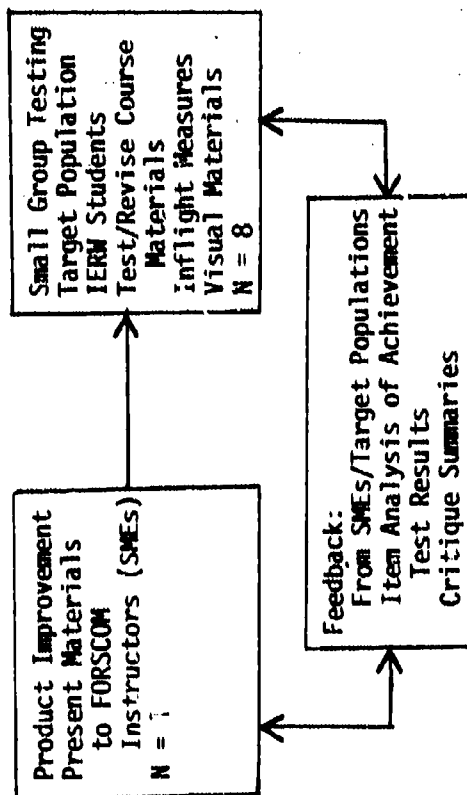 Product Improvement
Present Materials
to FORSCOM
Instructors (SMEs)
N =
Small Group Testing
Target Population
IERW Students
Test/Revise Course
Materials
Inflight Measures
Visual Materials
N = 8
Feedback:
From SMEs/Target Populations
Item Analysis of Achievement
Test Results
Critique Summaries